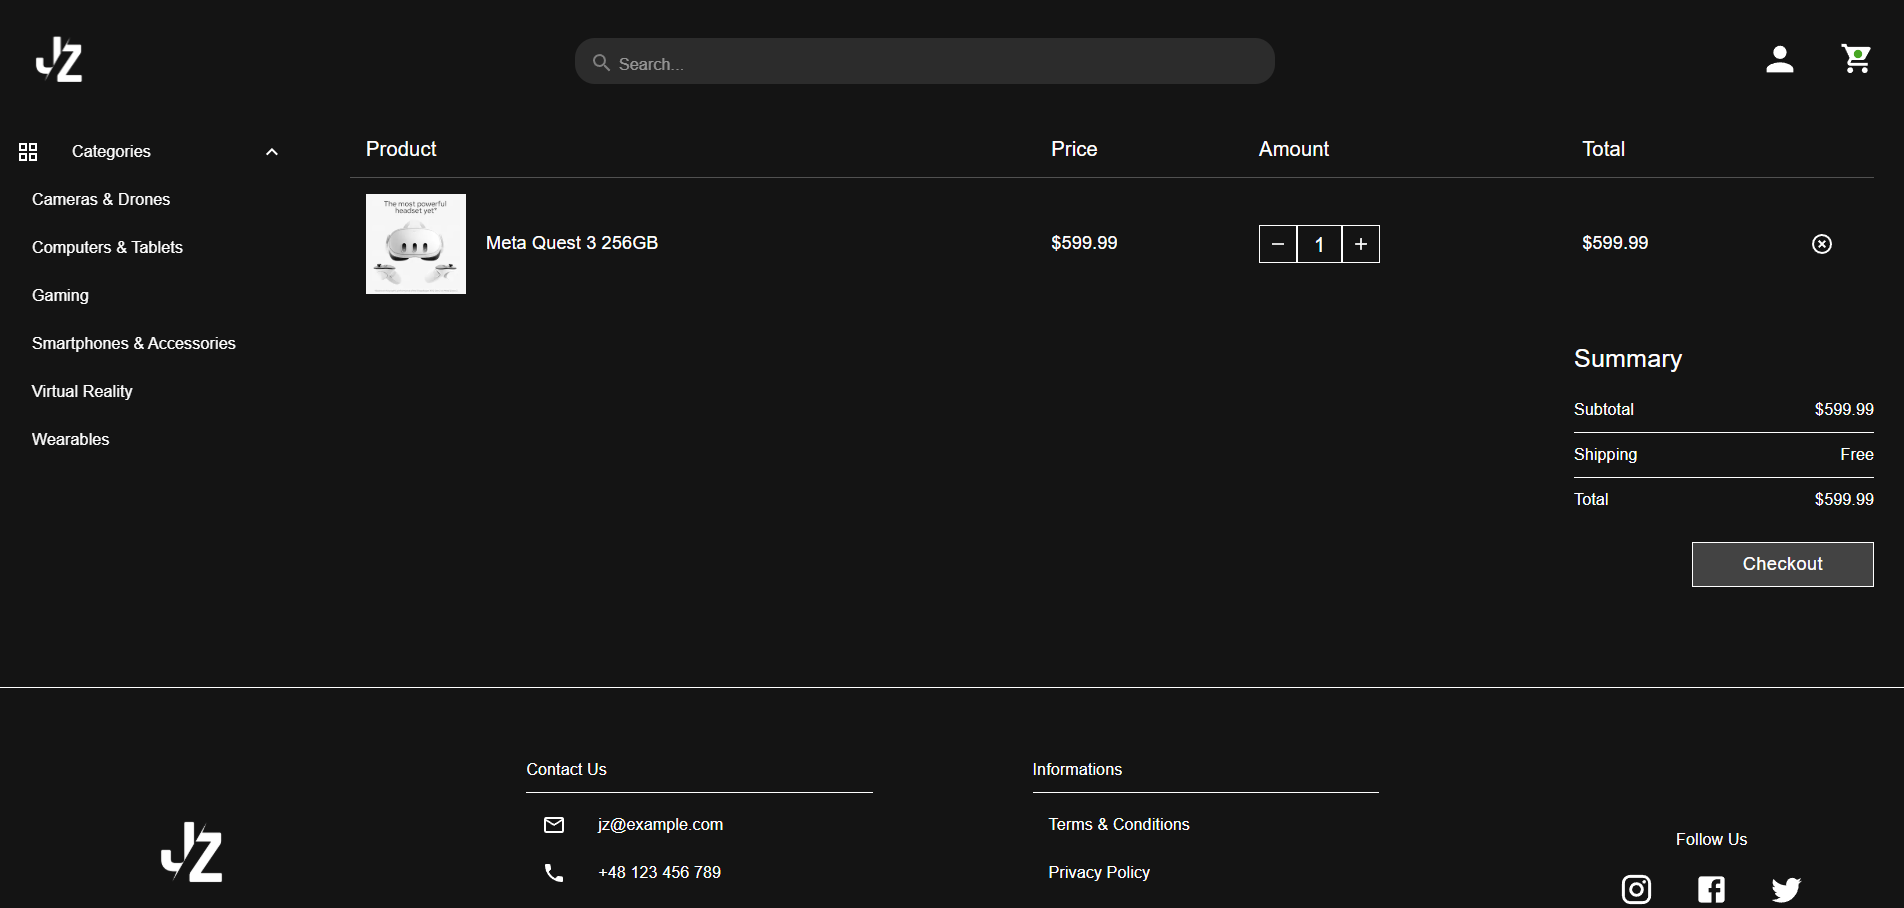 JZ
Search...
Categories
Cameras & Drones
Computers & Tablets
Gaming
Smartphones & Accessories
Virtual Reality
Wearables
Product Price Amount Total
The most powerful
headset yet*
Meta Quest 3 256GB $599.99 − 1 + $599.99
Summary
Subtotal $599.99
Shipping Free
Total $599.99
Checkout
JZ
Contact Us
jz@example.com
+48 123 456 789
Informations
Terms & Conditions
Privacy Policy
Follow Us